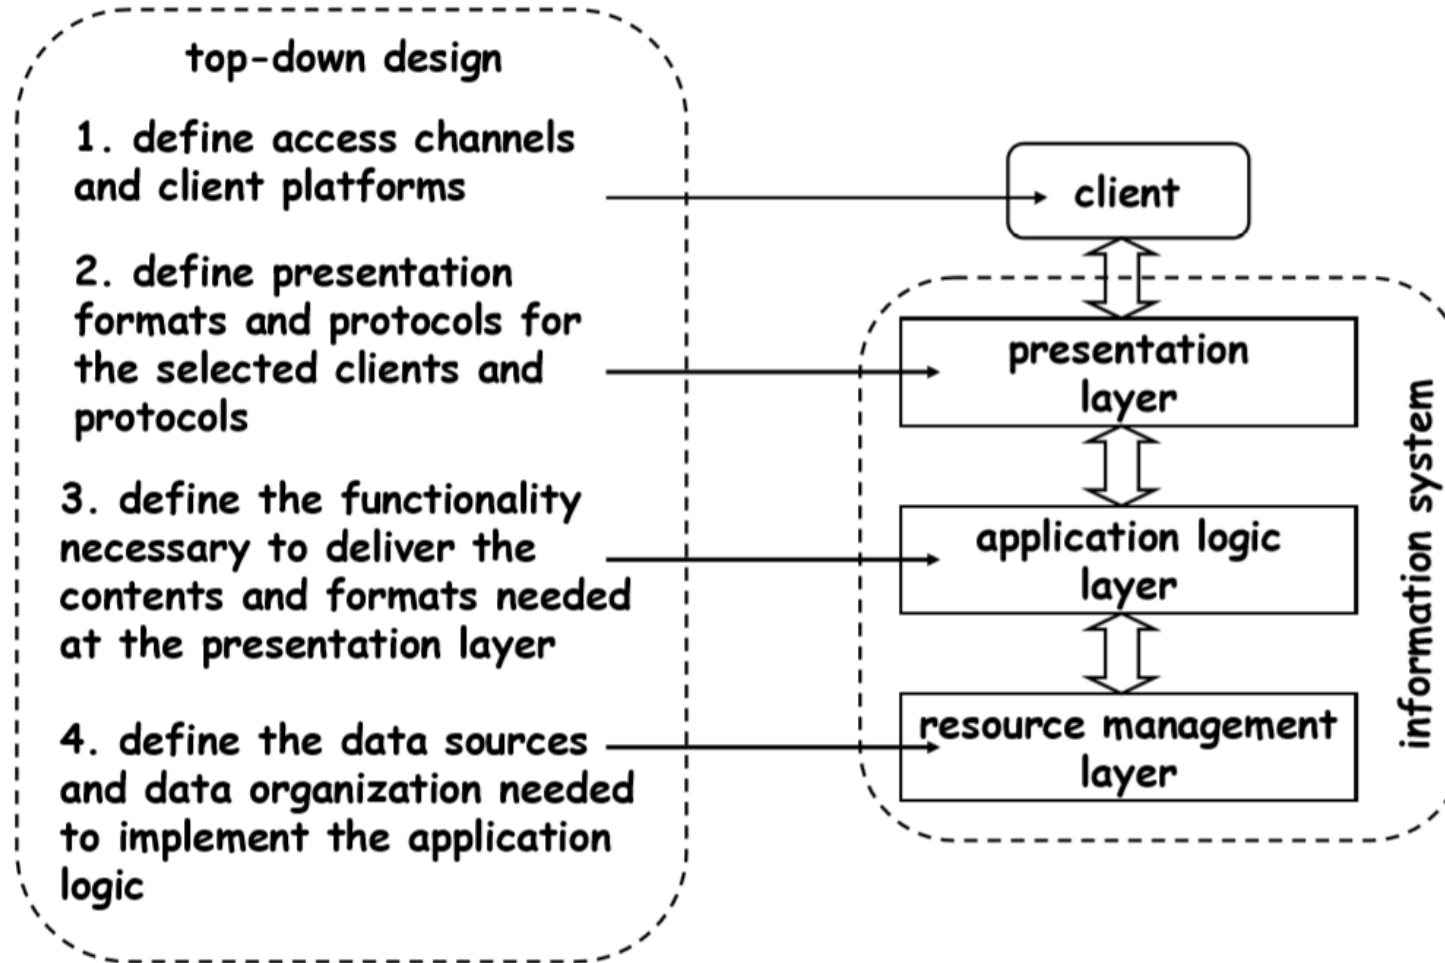 top-down design
1. define access channels
and client platforms
2. define presentation
formats and protocols for
the selected clients and
protocols
3. define the functionality
necessary to deliver the
contents and formats needed
at the presentation layer
4. define the data sources
and data organization needed
to implement the application
logic
client
presentation
layer
application logic
layer
resource management
layer
information system